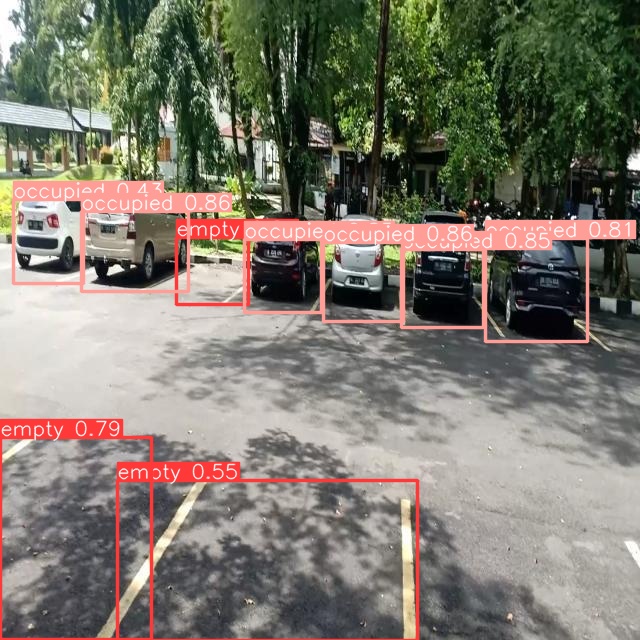 occupied 0.43
occupied 0.86
empty
occupied 0.86
occupied 0.81
occupied 0.85
empty 0.79
empty 0.55